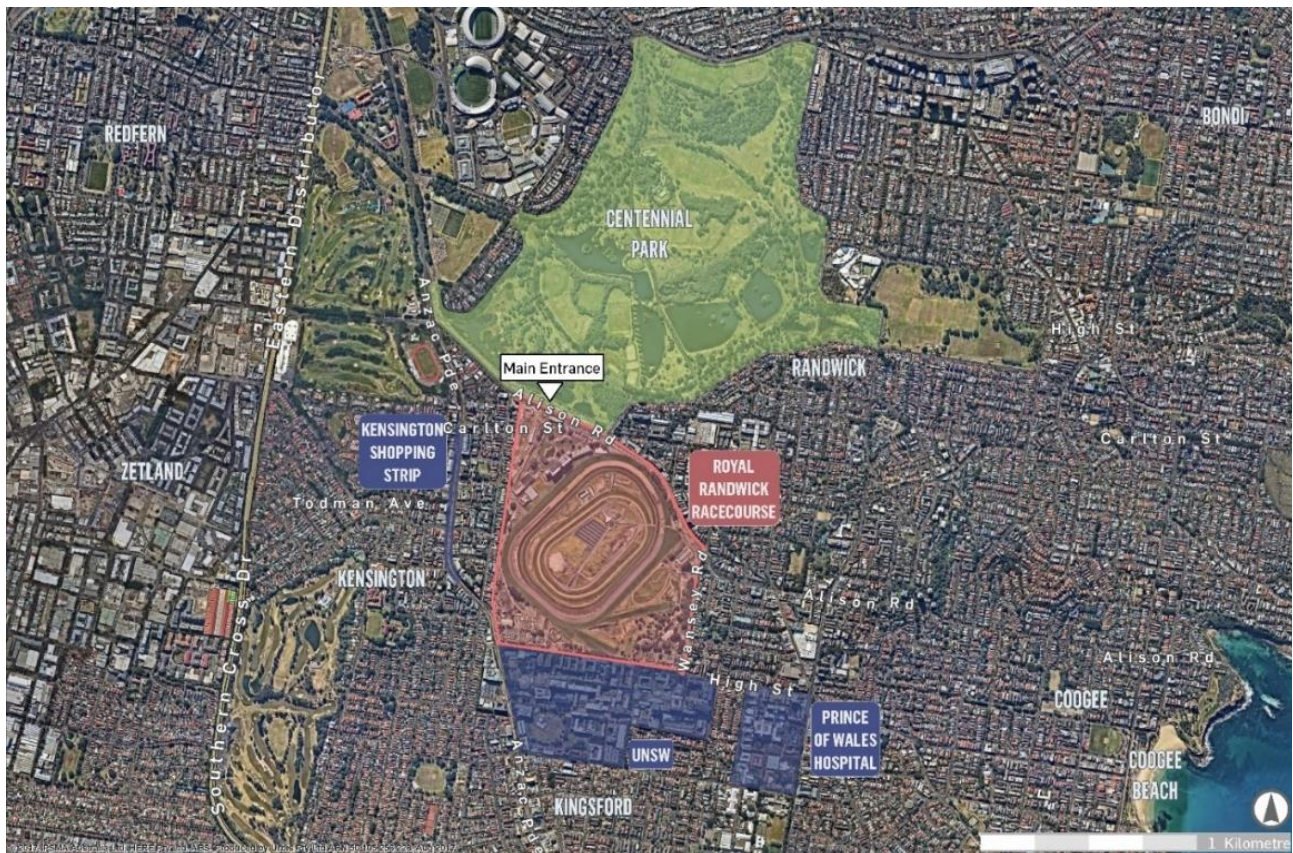 REDFERN
BONDI
Eastern Distributor
CENTENNIAL
PARK
Anzac Pde
High St
Main Entrance
RANDWICK
Alison Rd
Carlton St
KENSINGTON
SHOPPING
STRIP
Carlton St
ZETLAND
ROYAL
RANDWICK
RACECOURSE
Todman Ave
KENSINGTON
Wansey Rd
Alison Rd
Southern Cross Dr
Alison Rd
High St
COOGEE
PRINCE
OF WALES
HOSPITAL
UNSW
COOGEE
BEACH
Anzac Rd
KINGSFORD
1 Kilometre